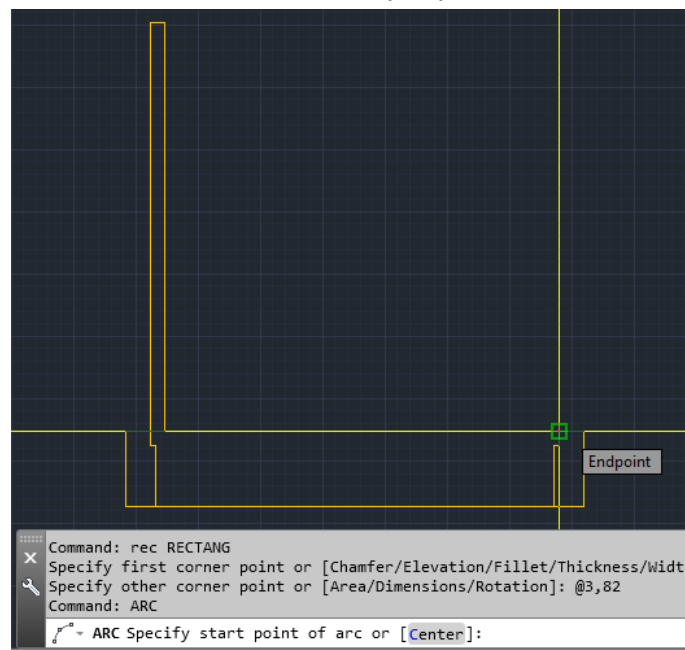 Endpoint
Command: rec RECTANG
Specify first corner point or [Chamfer/Elevation/Fillet/Thickness/Widt
Specify other corner point or [Area/Dimensions/Rotation]: @3,82
Command: ARC
ARC Specify start point of arc or [Center]: